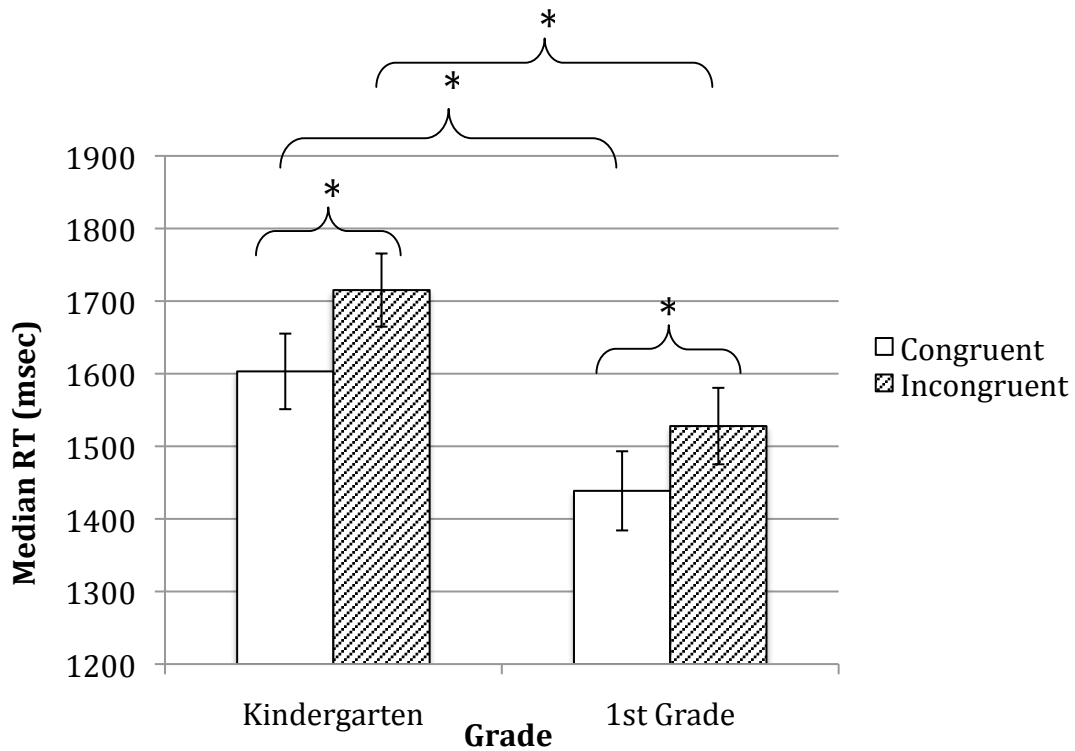 *
*
1900
*
1800
1700
*
1600
1500
1400
1300
1200
Median RT (msec)
Congruent
Incongruent
Kindergarten
1st Grade
Grade